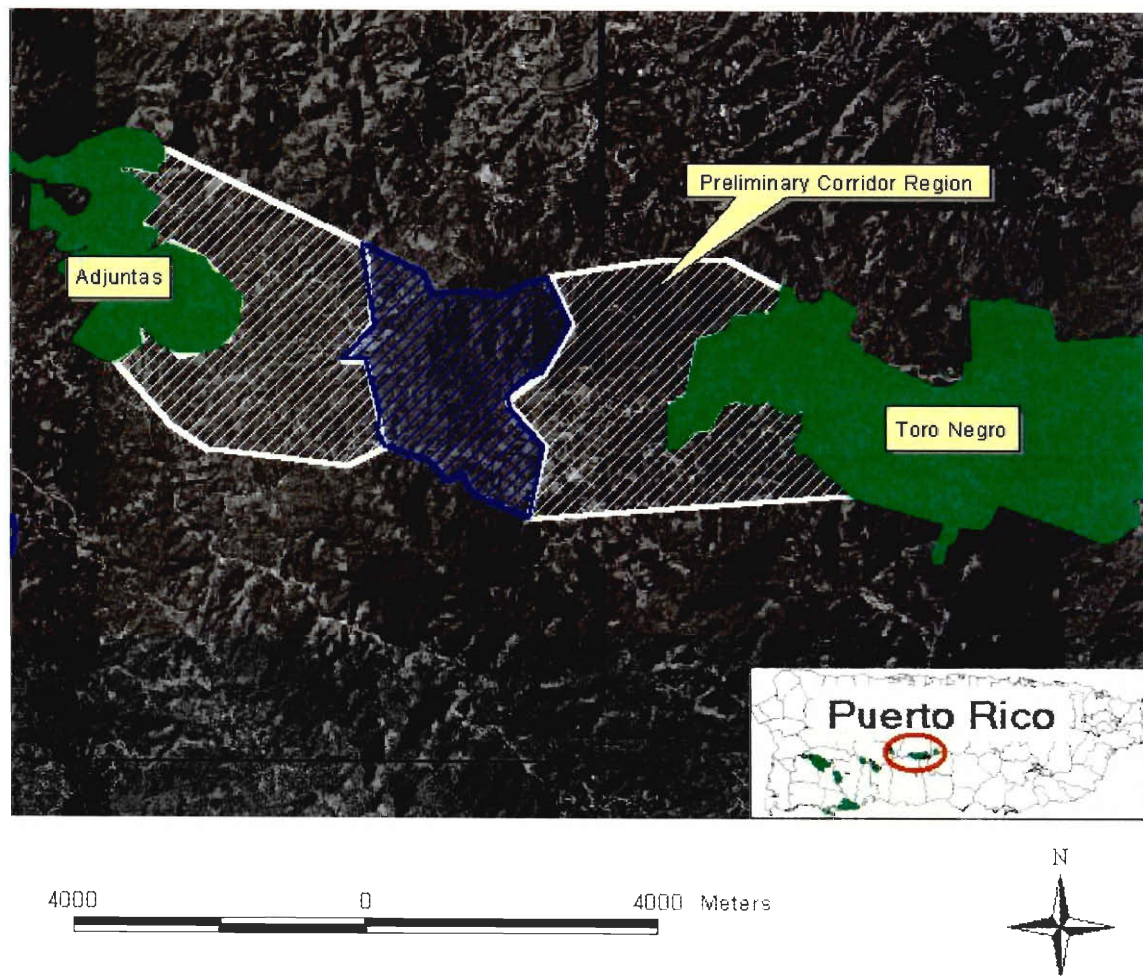 Preliminary Corridor Region
Adjuntas
Toro Negro
Puerto Rico
4000 0 4000 Meters
N